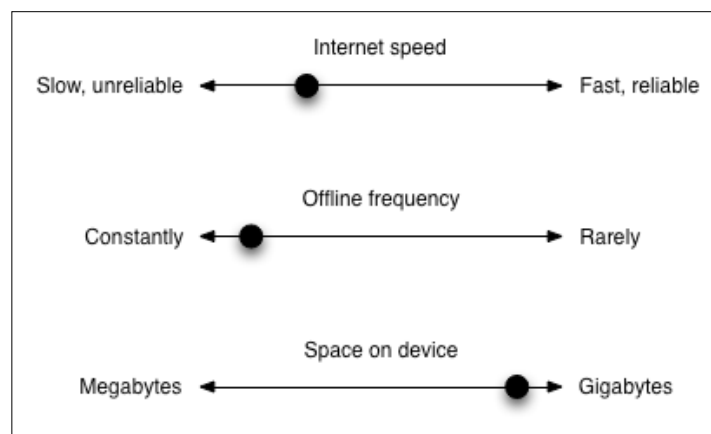 Internet speed
Slow, unreliable Fast, reliable
Offline frequency
Constantly Rarely
Space on device
Megabytes Gigabytes